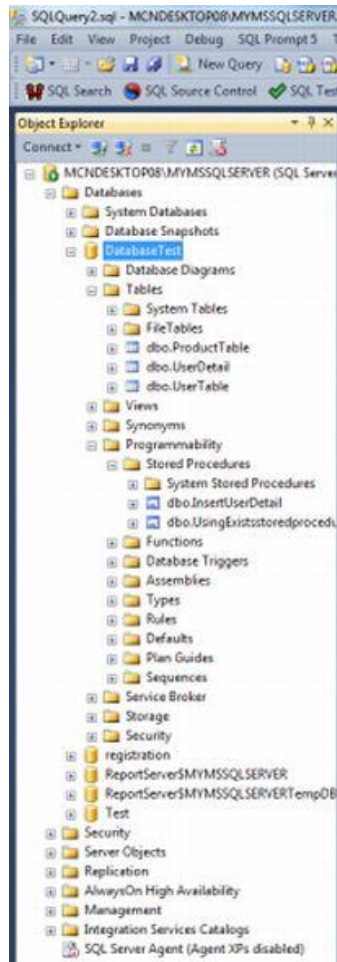 SQLQuery2.sql - MCNDESKTOP08\MYMSSQLSERVER
File Edit View Project Debug SQL Prompt 5
New Query
SQL Search SQL Source Control SQL Test
Object Explorer
Connect
MCNDESKTOP08\MYMSSQLSERVER (SQL Server
Databases
System Databases
Database Snapshots
DatabaseTest
Database Diagrams
Tables
System Tables
FileTables
dbo.ProductTable
dbo.UserDetail
dbo.UserTable
Views
Synonyms
Programmability
Stored Procedures
System Stored Procedures
dbo.InsertUserDetail
dbo.UsingExistsstoredprocedu
Functions
Database Triggers
Assemblies
Types
Rules
Defaults
Plan Guides
Sequences
Service Broker
Storage
Security
registration
ReportServer$MYMSSQLSERVER
ReportServer$MYMSSQLSERVERTempDB
Test
Security
Server Objects
Replication
AlwaysOn High Availability
Management
Integration Services Catalogs
SQL Server Agent (Agent XPs disabled)